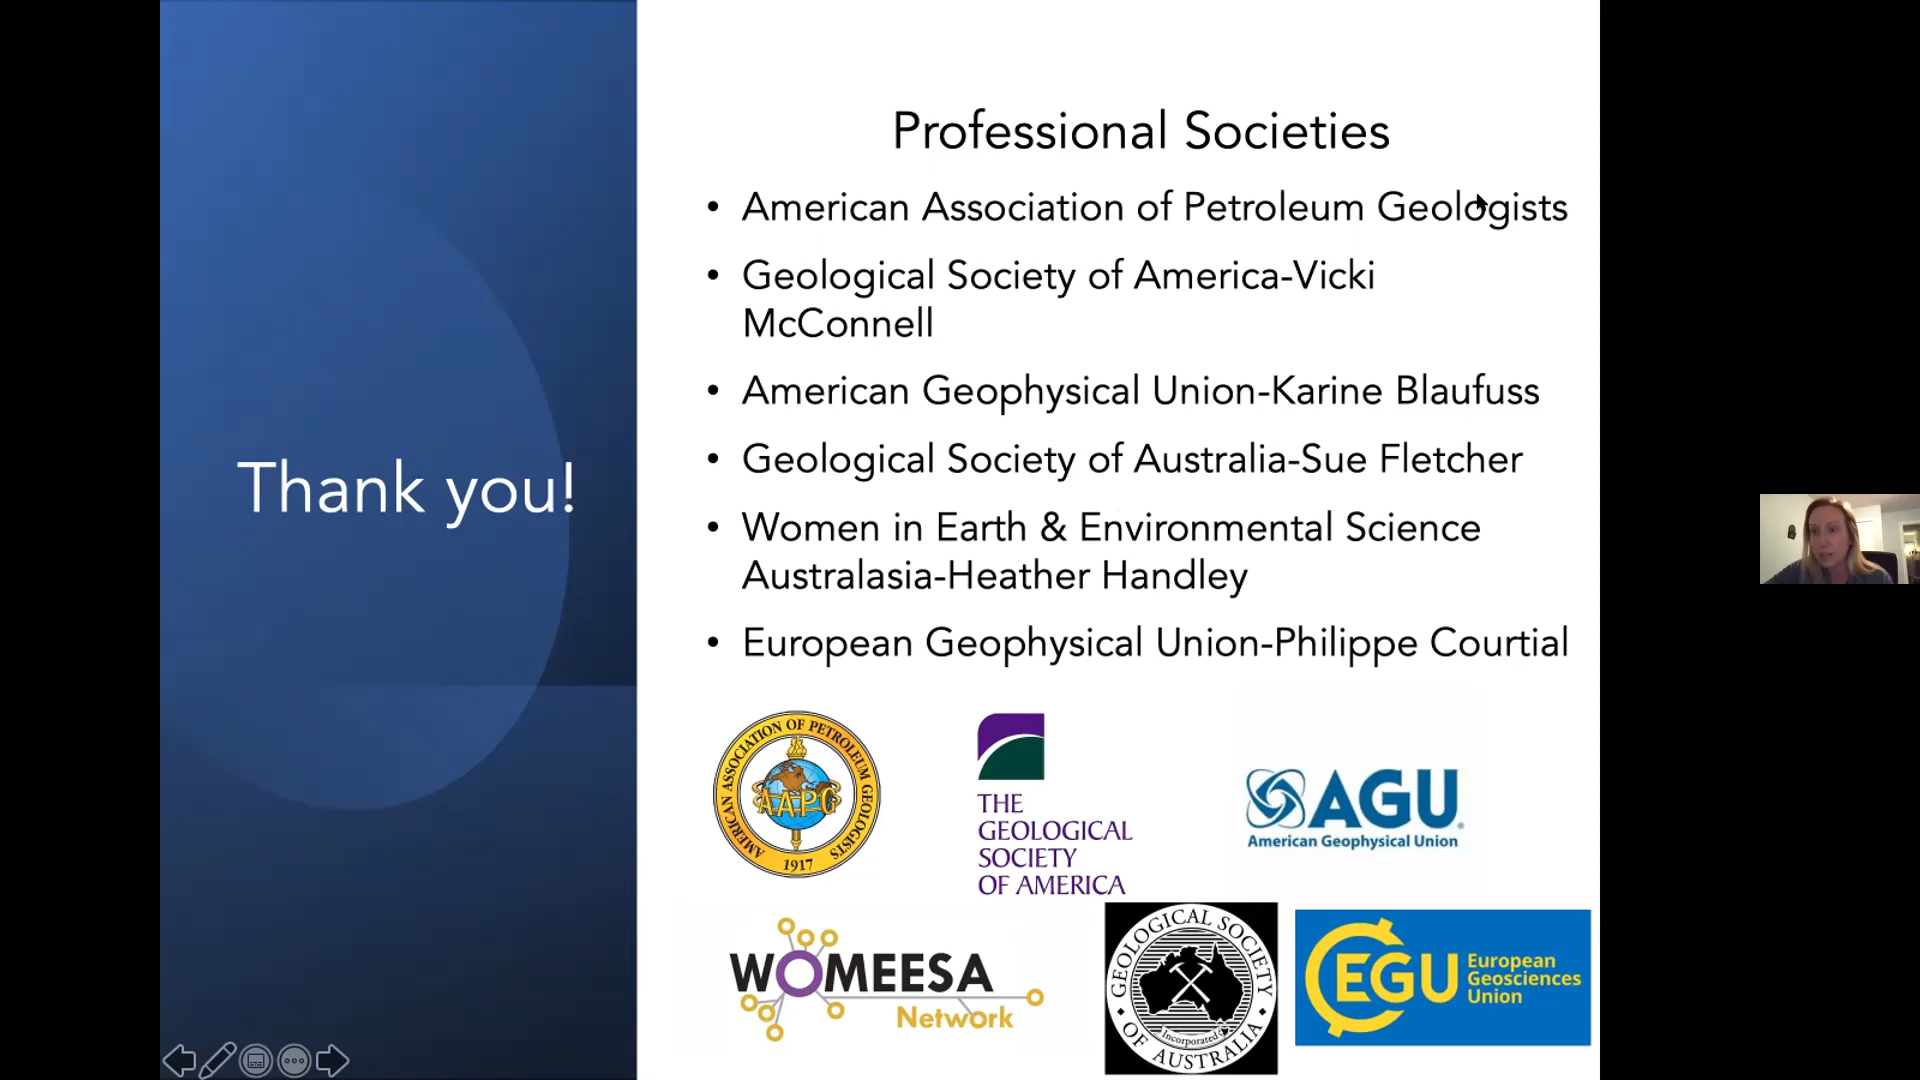 Thank you!
Professional Societies
• American Association of Petroleum Geologists
• Geological Society of America-Vicki
McConnell
• American Geophysical Union-Karine Blaufuss
• Geological Society of Australia-Sue Fletcher
• Women in Earth & Environmental Science
Australasia-Heather Handley
• European Geophysical Union-Philippe Courtial
AMERICAN ASSOCIATION OF PETROLEUM GEOLOGISTS
AAPG
1917
THE
GEOLOGICAL
SOCIETY
OF AMERICA
AGU
American Geophysical Union
WOMEESA
Network
GEOLOGICAL SOCIETY
Incorporated
OF AUSTRALIA
EGU
European
Geosciences
Union